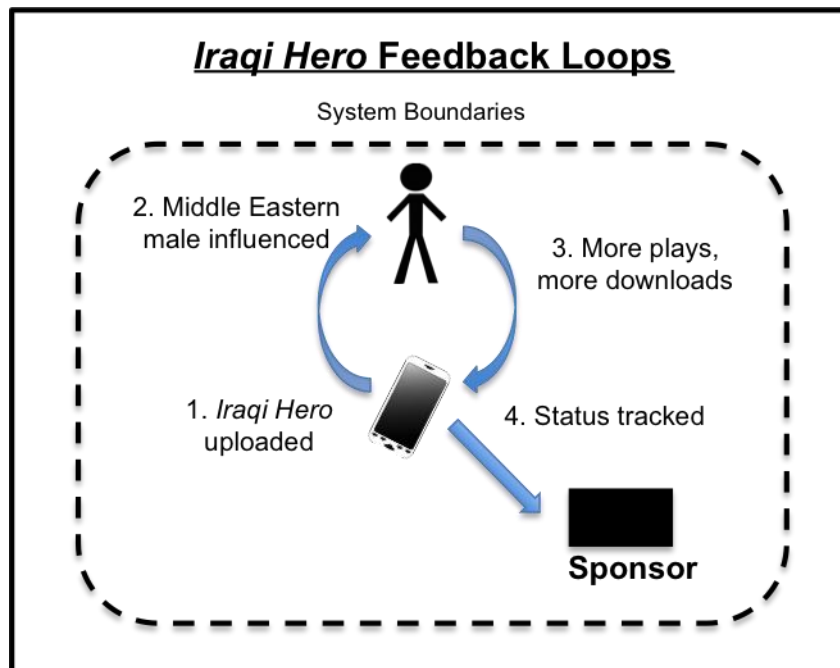 Iraqi Hero Feedback Loops
System Boundaries
2. Middle Eastern
male influenced
3. More plays,
more downloads
1. Iraqi Hero
uploaded
4. Status tracked
Sponsor